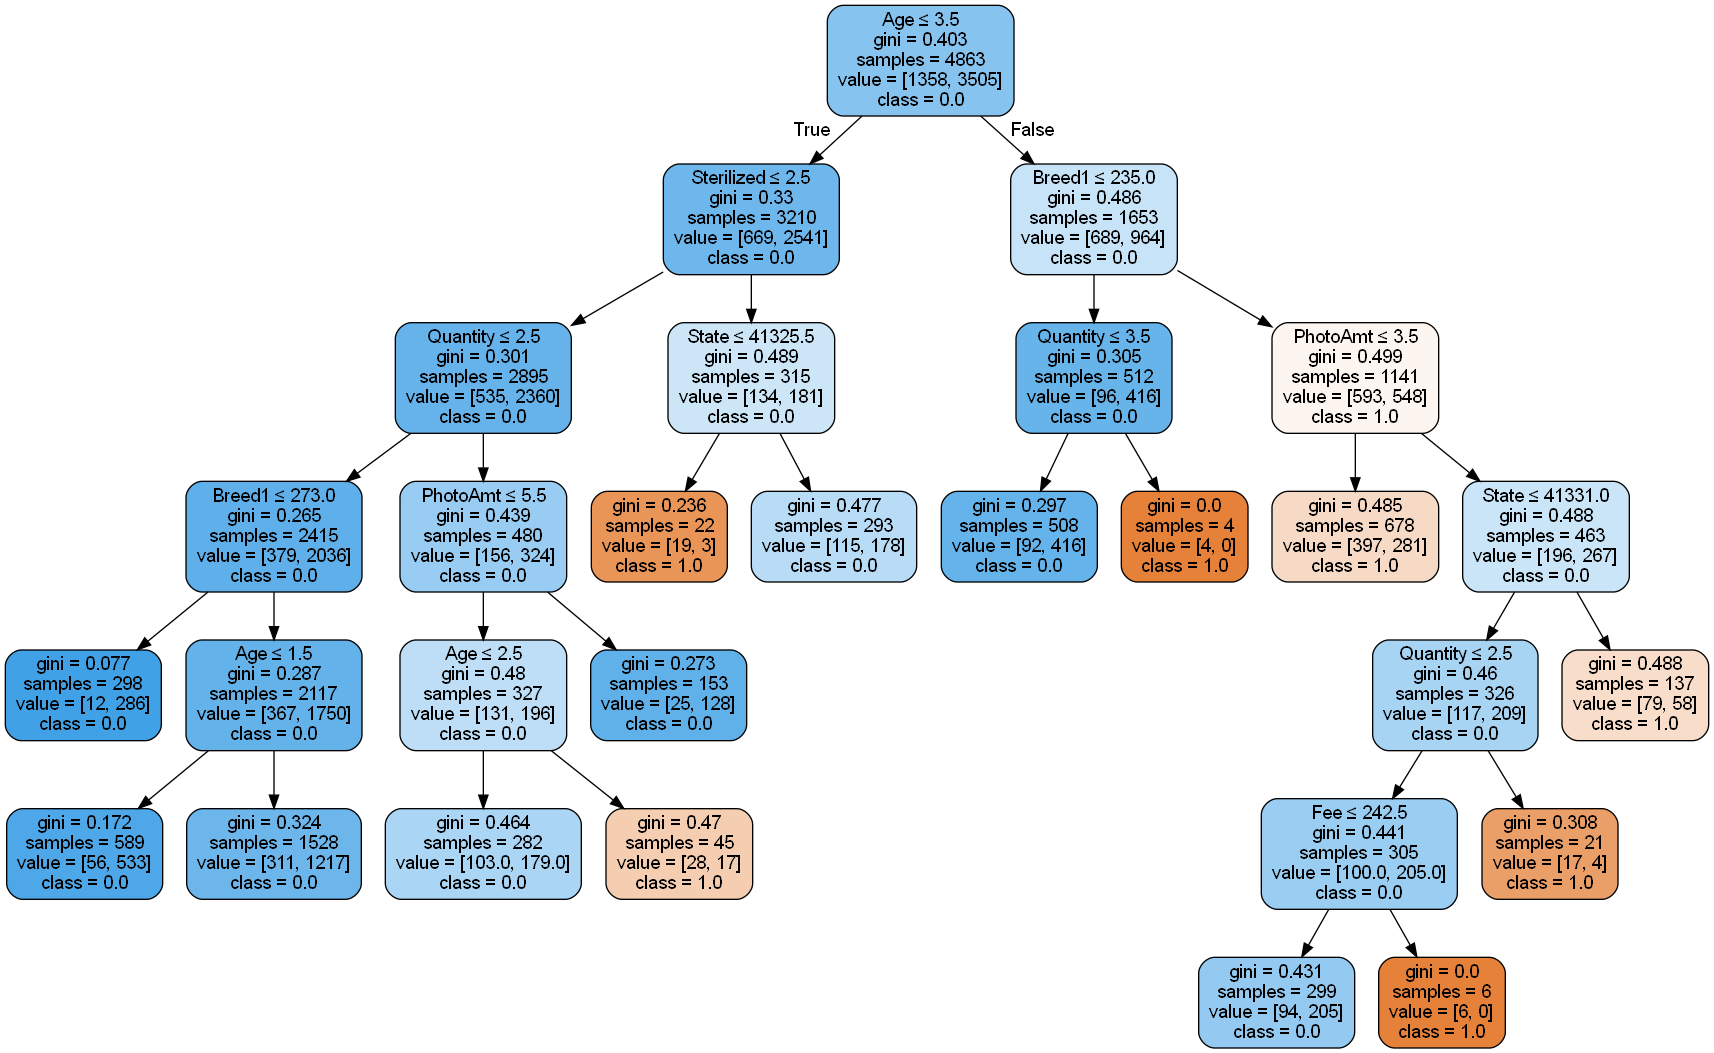 Age ≤ 3.5
gini = 0.403
samples = 4863
value = [1358, 3505]
class = 0.0
True
False
Sterilized ≤ 2.5
gini = 0.33
samples = 3210
value = [669, 2541]
class = 0.0
Breed1 ≤ 235.0
gini = 0.486
samples = 1653
value = [689, 964]
class = 0.0
Quantity ≤ 2.5
gini = 0.301
samples = 2895
value = [535, 2360]
class = 0.0
State ≤ 41325.5
gini = 0.489
samples = 315
value = [134, 181]
class = 0.0
Quantity ≤ 3.5
gini = 0.305
samples = 512
value = [96, 416]
class = 0.0
PhotoAmt ≤ 3.5
gini = 0.499
samples = 1141
value = [593, 548]
class = 1.0
Breed1 ≤ 273.0
gini = 0.265
samples = 2415
value = [379, 2036]
class = 0.0
PhotoAmt ≤ 5.5
gini = 0.439
samples = 480
value = [156, 324]
class = 0.0
gini = 0.236
samples = 22
value = [19, 3]
class = 1.0
gini = 0.477
samples = 293
value = [115, 178]
class = 0.0
gini = 0.297
samples = 508
value = [92, 416]
class = 0.0
gini = 0.0
samples = 4
value = [4, 0]
class = 1.0
gini = 0.485
samples = 678
value = [397, 281]
class = 1.0
State ≤ 41331.0
gini = 0.488
samples = 463
value = [196, 267]
class = 0.0
gini = 0.077
samples = 298
value = [12, 286]
class = 0.0
Age ≤ 1.5
gini = 0.287
samples = 2117
value = [367, 1750]
class = 0.0
Age ≤ 2.5
gini = 0.48
samples = 327
value = [131, 196]
class = 0.0
gini = 0.273
samples = 153
value = [25, 128]
class = 0.0
Quantity ≤ 2.5
gini = 0.46
samples = 326
value = [117, 209]
class = 0.0
gini = 0.488
samples = 137
value = [79, 58]
class = 1.0
gini = 0.172
samples = 589
value = [56, 533]
class = 0.0
gini = 0.324
samples = 1528
value = [311, 1217]
class = 0.0
gini = 0.464
samples = 282
value = [103.0, 179.0]
class = 0.0
gini = 0.47
samples = 45
value = [28, 17]
class = 1.0
Fee ≤ 242.5
gini = 0.441
samples = 305
value = [100.0, 205.0]
class = 0.0
gini = 0.308
samples = 21
value = [17, 4]
class = 1.0
gini = 0.431
samples = 299
value = [94, 205]
class = 0.0
gini = 0.0
samples = 6
value = [6, 0]
class = 1.0